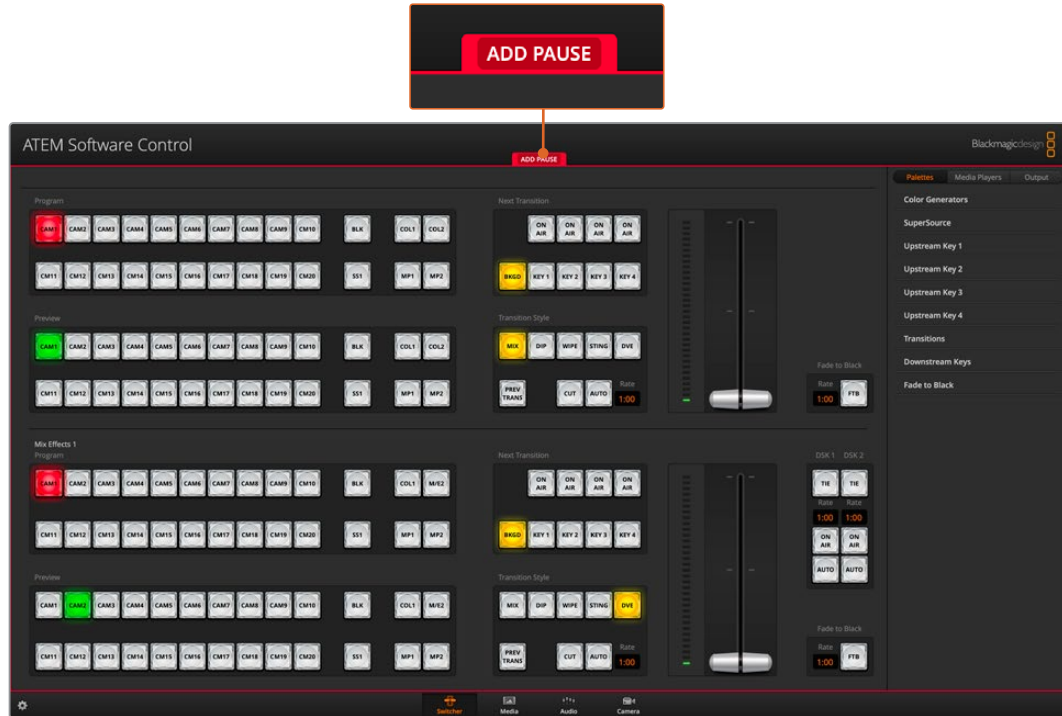 ADD PAUSE
ATEM Software Control
ADD PAUSE
Blackmagicdesign
Palettes Media Players Output
Color Generators
SuperSource
Upstream Key 1
Upstream Key 2
Upstream Key 3
Upstream Key 4
Transitions
Downstream Keys
Fade to Black
Program
CAM1 CAM2 CAM3 CAM4 CAM5 CAM6 CAM7 CAM8 CAM9 CM10 BLK COL1 COL2
CM11 CM12 CM13 CM14 CM15 CM16 CM17 CM18 CM19 CM20 SS1 MP1 MP2
Next Transition
ON AIR ON AIR ON AIR ON AIR
BKGD KEY 1 KEY 2 KEY 3 KEY 4
Preview
CAM1 CAM2 CAM3 CAM4 CAM5 CAM6 CAM7 CAM8 CAM9 CM10 BLK COL1 COL2
CM11 CM12 CM13 CM14 CM15 CM16 CM17 CM18 CM19 CM20 SS1 MP1 MP2
Transition Style
MIX DIP WIPE STING DVE
PREV TRANS CUT AUTO Rate 1:00
Fade to Black
Rate
1:00 FTB
Mix Effects 1
Program
CAM1 CAM2 CAM3 CAM4 CAM5 CAM6 CAM7 CAM8 CAM9 CM10 BLK COL1 M/E2
CM11 CM12 CM13 CM14 CM15 CM16 CM17 CM18 CM19 CM20 SS1 MP1 MP2
Next Transition
ON AIR ON AIR ON AIR ON AIR
BKGD KEY 1 KEY 2 KEY 3 KEY 4
DSK 1 DSK 2
TIE TIE
Rate Rate
1:00 1:00
ON AIR ON AIR
AUTO AUTO
Preview
CAM1 CAM2 CAM3 CAM4 CAM5 CAM6 CAM7 CAM8 CAM9 CM10 BLK COL1 M/E2
CM11 CM12 CM13 CM14 CM15 CM16 CM17 CM18 CM19 CM20 SS1 MP1 MP2
Transition Style
MIX DIP WIPE STING DVE
PREV TRANS CUT AUTO Rate 1:00
Fade to Black
Rate
1:00 FTB
Switcher Media Audio Camera